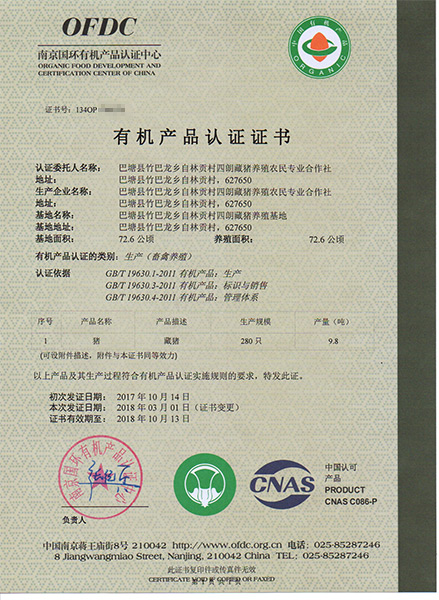 OFDC
南京国环有机产品认证中心
ORGANIC FOOD DEVELOPMENT AND
CERTIFICATION CENTER OF CHINA
中国有机产品
ORGANIC
证书号: 134OP
有机产品认证证书
认证委托人名称: 巴塘县竹巴龙乡自林贡村四朗藏猪养殖农民专业合作社
地址: 巴塘县竹巴龙乡自林贡村, 627650
生产企业名称: 巴塘县竹巴龙乡自林贡村四朗藏猪养殖农民专业合作社
地址: 巴塘县竹巴龙乡自林贡村, 627650
基地名称: 巴塘县竹巴龙乡自林贡村四朗藏猪养殖基地
基地地址: 巴塘县竹巴龙乡自林贡村, 627650
基地面积: 72.6 公顷 养殖面积: 72.6 公顷
有机产品认证的类别: 生产（畜禽养殖）
认证依据 GB/T 19630.1-2011 有机产品: 生产
GB/T 19630.3-2011 有机产品: 标识与销售
GB/T 19630.4-2011 有机产品: 管理体系
序号 产品名称 产品描述 生产规模 产量（吨）
1 猪 藏猪 280 只 9.8
(可设附件描述, 附件与本证书同等效力)
以上产品及其生产过程符合有机产品认证实施规则的要求, 特发此证。
初次发证日期: 2017 年 10 月 14 日
本次发证日期: 2018 年 03 月 01 日（证书变更）
证书有效期至: 2018 年 10 月 13 日
南京国环有机产品认证中心
负责人
CNAS
中国认可
产品
PRODUCT
CNAS C086-P
中国南京蒋王庙街8号 210042 http://www.ofdc.org.cn 电话: 025-85287246
8 Jiangwangmiao Street, Nanjing, 210042 China TEL: 025-85287246
此证书复印件或传真件无效
CERTIFICATE VOID IF COPIED OR FAXED